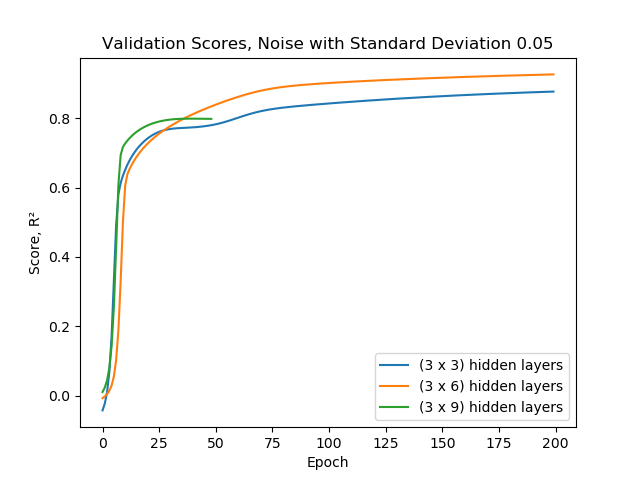 Validation Scores, Noise with Standard Deviation 0.05
Score, R²
0.8
0.6
0.4
0.2
0.0
(3 x 3) hidden layers
(3 x 6) hidden layers
(3 x 9) hidden layers
0 25 50 75 100 125 150 175 200
Epoch